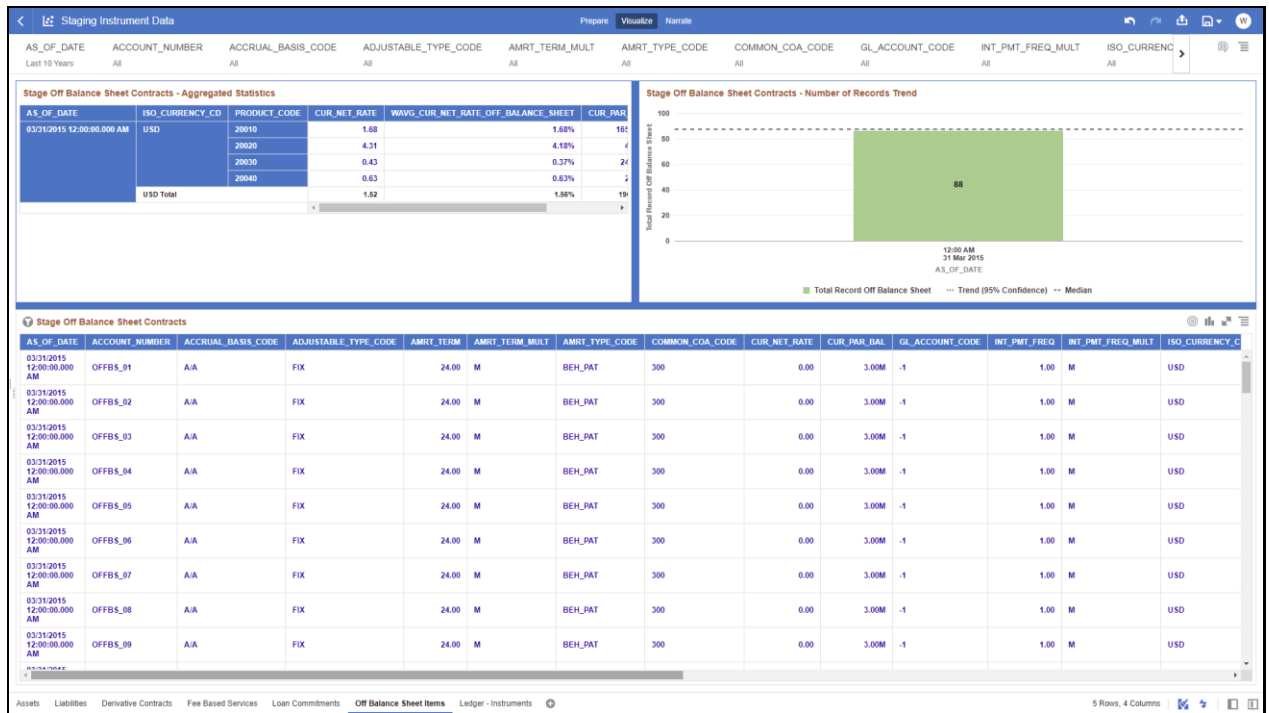 Staging Instrument Data
Prepare Visualize Narrate
W
AS_OF_DATE ACCOUNT_NUMBER ACCRUAL_BASIS_CODE ADJUSTABLE_TYPE_CODE AMRT_TERM_MULT AMRT_TYPE_CODE COMMON_COA_CODE GL_ACCOUNT_CODE INT_PMT_FREQ_MULT ISO_CURRENC
Last 10 Years All All All All All All All All All
Stage Off Balance Sheet Contracts - Aggregated Statistics
AS_OF_DATE ISO_CURRENCY_CD PRODUCT_CODE CUR_NET_RATE WAVG_CUR_NET_RATE_OFF_BALANCE_SHEET CUR_PAR_
03/31/2015 12:00:00.000 AM USD 20010 1.68 1.68% 165
20020 4.31 4.18% 4
20030 0.43 0.37% 24
20040 0.63 0.63% 2
USD Total 1.52 1.56% 196
Stage Off Balance Sheet Contracts - Number of Records Trend
Total Record Off Balance Sheet
100
80
60
40
20
0
88
12:00 AM
31 Mar 2015
AS_OF_DATE
Total Record Off Balance Sheet Trend (95% Confidence) Median
Stage Off Balance Sheet Contracts
AS_OF_DATE ACCOUNT_NUMBER ACCRUAL_BASIS_CODE ADJUSTABLE_TYPE_CODE AMRT_TERM AMRT_TERM_MULT AMRT_TYPE_CODE COMMON_COA_CODE CUR_NET_RATE CUR_PAR_BAL GL_ACCOUNT_CODE INT_PMT_FREQ INT_PMT_FREQ_MULT ISO_CURRENCY_C
03/31/2015
12:00:00.000 OFFBS_01 A/A FIX 24.00 M BEH_PAT 300 0.00 3.00M -1 1.00 M USD
AM
03/31/2015
12:00:00.000 OFFBS_02 A/A FIX 24.00 M BEH_PAT 300 0.00 3.00M -1 1.00 M USD
AM
03/31/2015
12:00:00.000 OFFBS_03 A/A FIX 24.00 M BEH_PAT 300 0.00 3.00M -1 1.00 M USD
AM
03/31/2015
12:00:00.000 OFFBS_04 A/A FIX 24.00 M BEH_PAT 300 0.00 3.00M -1 1.00 M USD
AM
03/31/2015
12:00:00.000 OFFBS_05 A/A FIX 24.00 M BEH_PAT 300 0.00 3.00M -1 1.00 M USD
AM
03/31/2015
12:00:00.000 OFFBS_06 A/A FIX 24.00 M BEH_PAT 300 0.00 3.00M -1 1.00 M USD
AM
03/31/2015
12:00:00.000 OFFBS_07 A/A FIX 24.00 M BEH_PAT 300 0.00 3.00M -1 1.00 M USD
AM
03/31/2015
12:00:00.000 OFFBS_08 A/A FIX 24.00 M BEH_PAT 300 0.00 3.00M -1 1.00 M USD
AM
03/31/2015
12:00:00.000 OFFBS_09 A/A FIX 24.00 M BEH_PAT 300 0.00 3.00M -1 1.00 M USD
AM
Assets Liabilities Derivative Contracts Fee Based Services Loan Commitments Off Balance Sheet Items Ledger - Instruments 5 Rows, 4 Columns